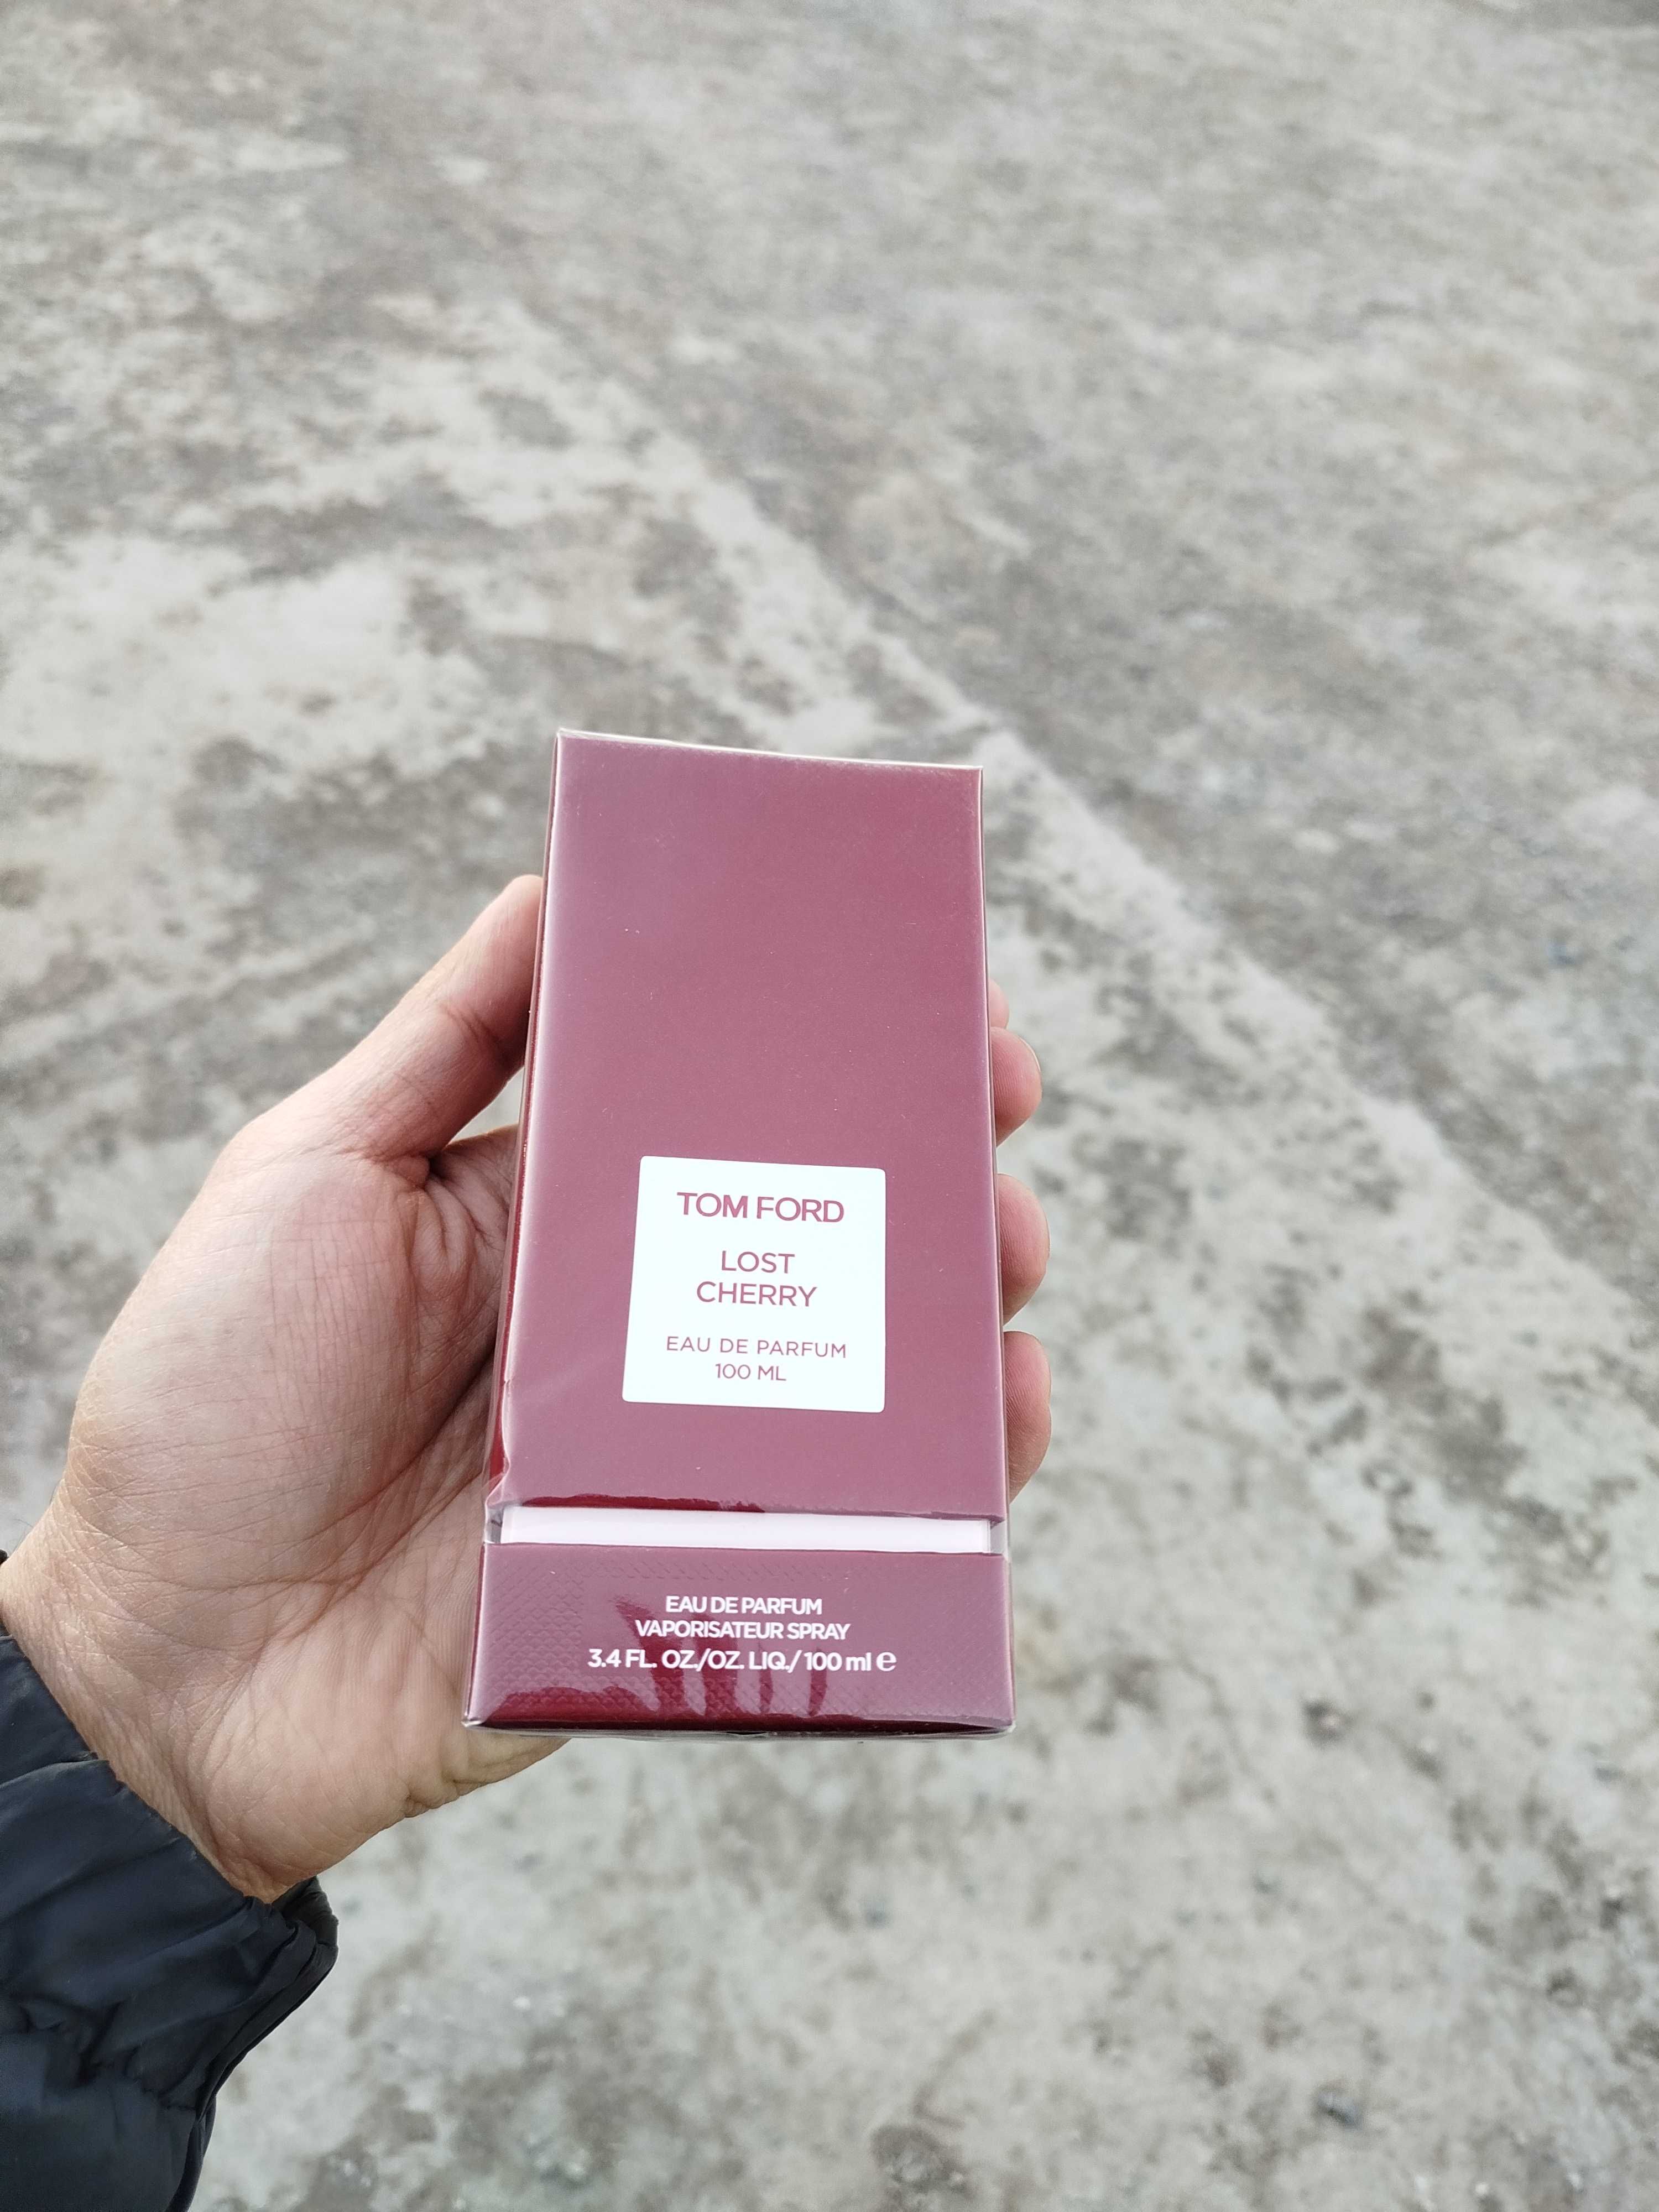 TOM FORD
LOST
CHERRY
EAU DE PARFUM
100 ML
EAU DE PARFUM
VAPORISATEUR SPRAY
3.4 FL. OZ./OZ. LIQ./ 100 ml ℮